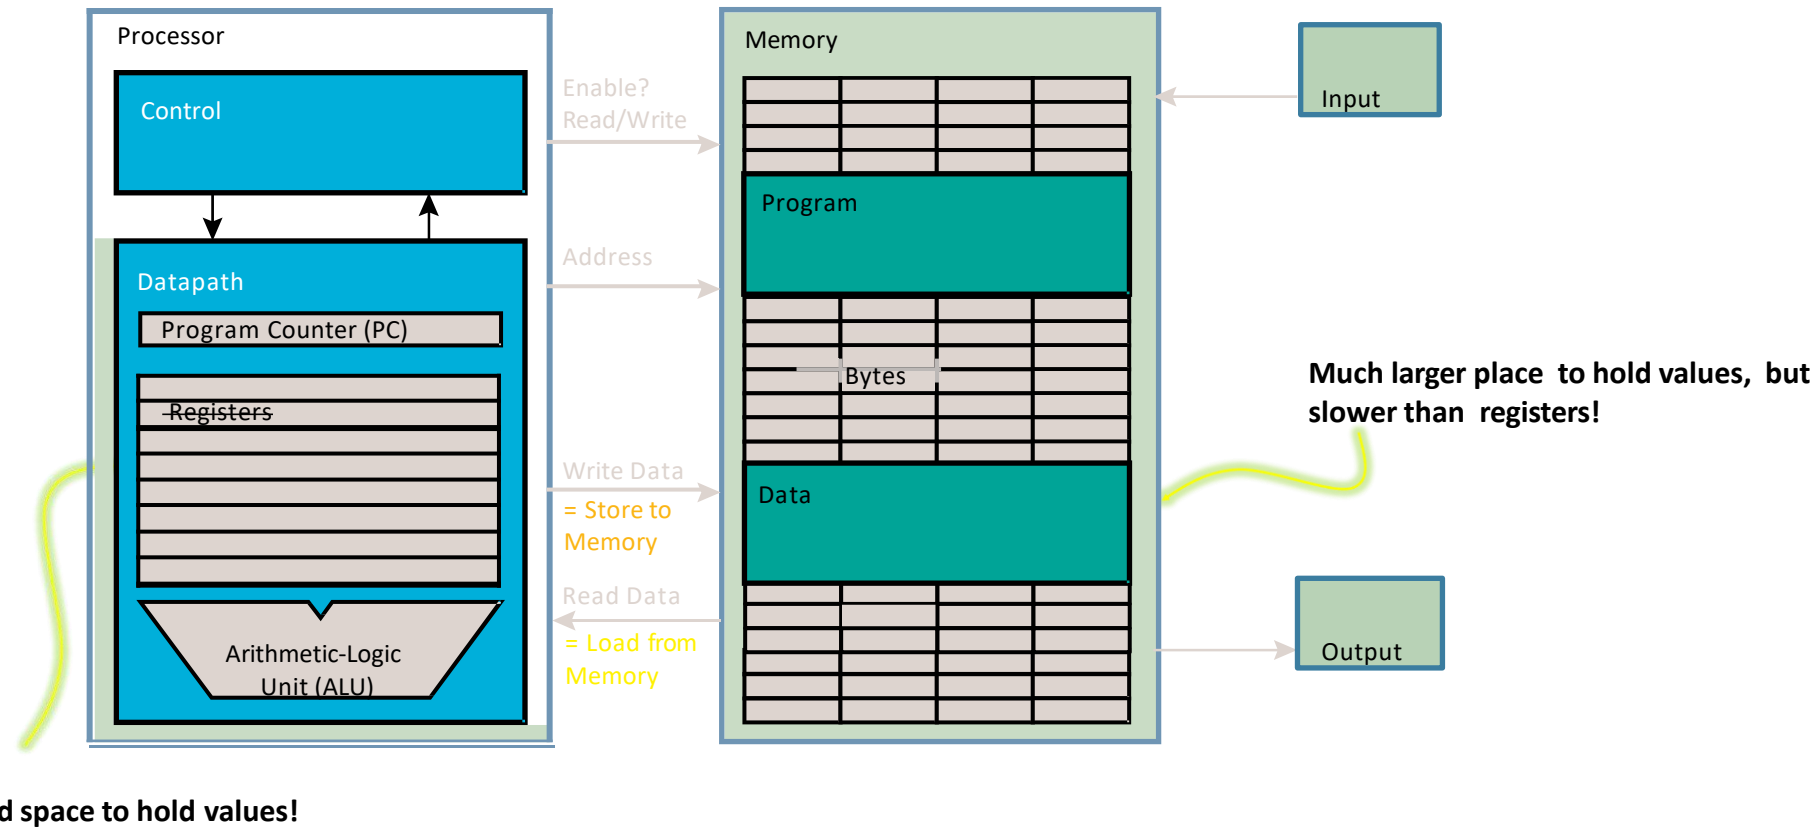 Processor
Control
Datapath
Program Counter (PC)
Registers
Arithmetic-Logic
Unit (ALU)
Enable?
Read/Write
Address
Write Data
= Store to
Memory
Read Data
= Load from
Memory
Memory
Program
Bytes
Data
Input
Output
Much larger place to hold values, but
slower than registers!
space to hold values!